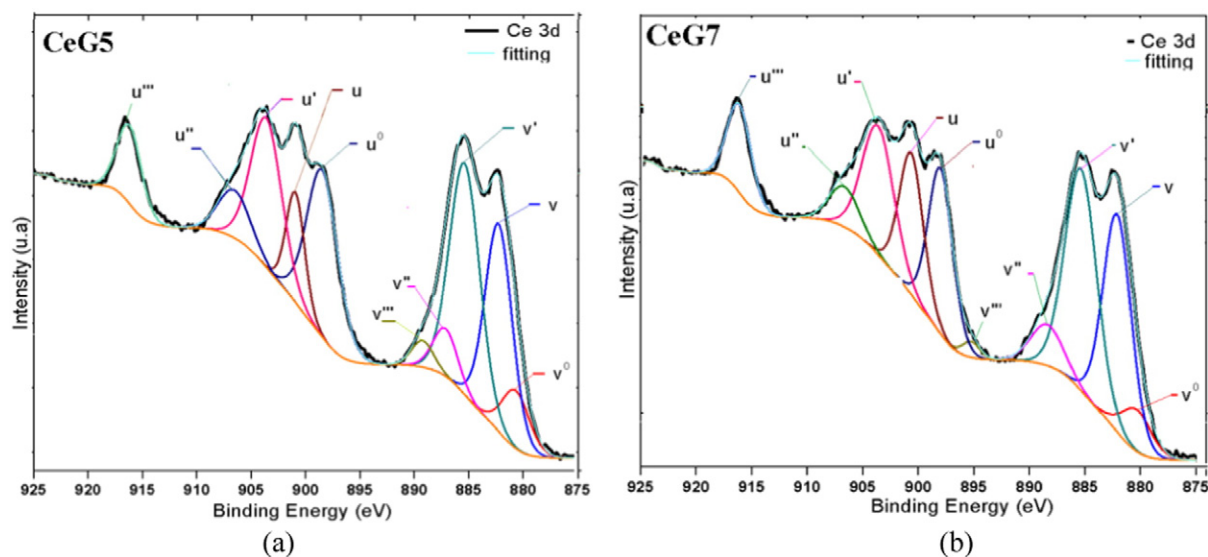 CeG5
Ce 3d
fitting
u'''
u''
u'
u
u⁰
v'
v
v''
v'''
v⁰
Intensity (u.a)
925 920 915 910 905 900 895 890 885 880 875
Binding Energy (eV)
(a)
CeG7
Ce 3d
fitting
u'''
u'
u''
u
u⁰
v'
v
v''
v'''
v⁰
Intensity (u.a)
925 920 915 910 905 900 895 890 885 880 875
Binding Energy (eV)
(b)